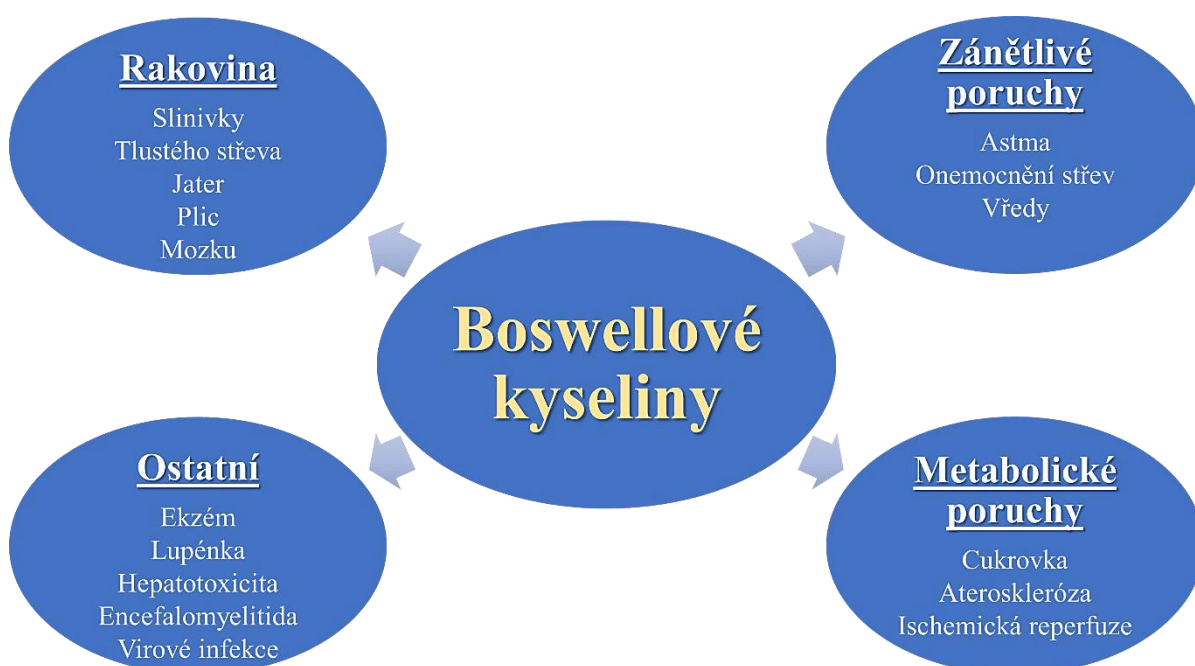 Rakovina
Slinivky
Tlustého střeva
Jater
Plic
Mozku
Zánětlivé
poruchy
Astma
Onemocnění střev
Vředy
Boswellové
kyseliny
Ostatní
Ekzém
Lupénka
Hepatotoxicita
Encefalomyelitida
Virové infekce
Metabolické
poruchy
Cukrovka
Ateroskleróza
Ischemická reperfuze